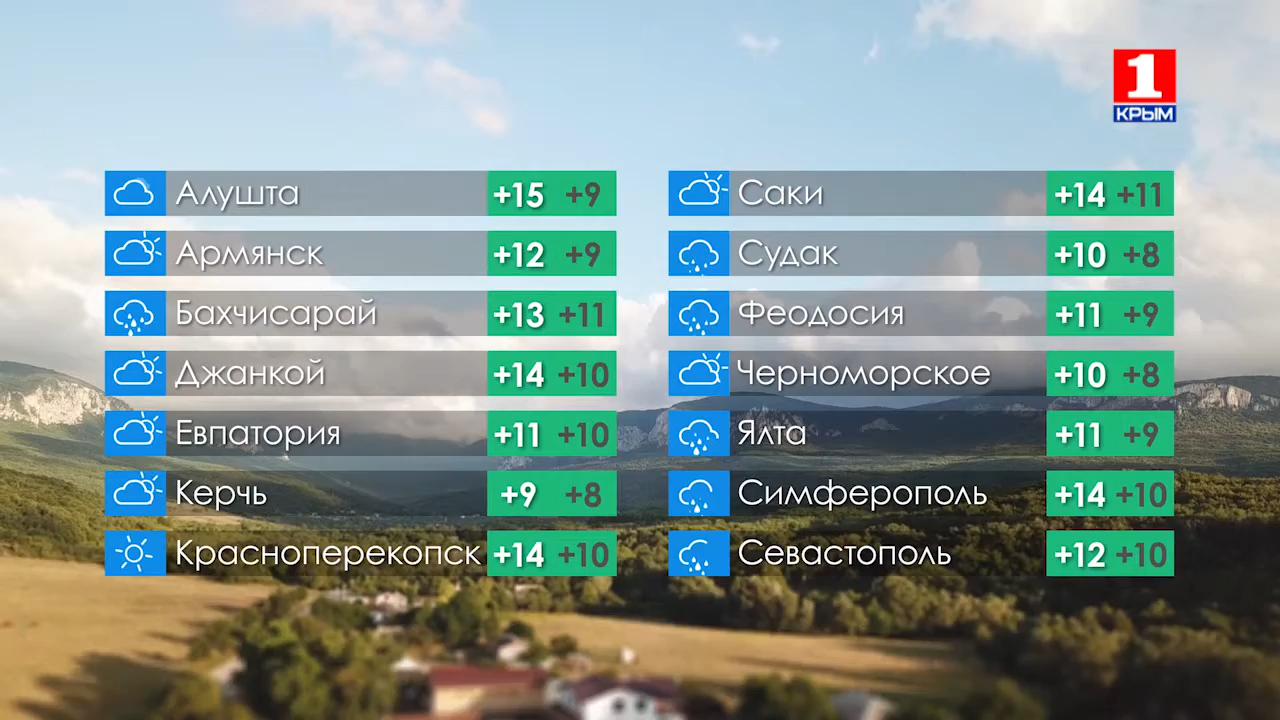 1
КРЫМ
Алушта +15 +9
Армянск +12 +9
Бахчисарай +13 +11
Джанкой +14 +10
Евпатория +11 +10
Керчь +9 +8
Красноперекопск +14 +10
Саки +14 +11
Судак +10 +8
Феодосия +11 +9
Черноморское +10 +8
Ялта +11 +9
Симферополь +14 +10
Севастополь +12 +10